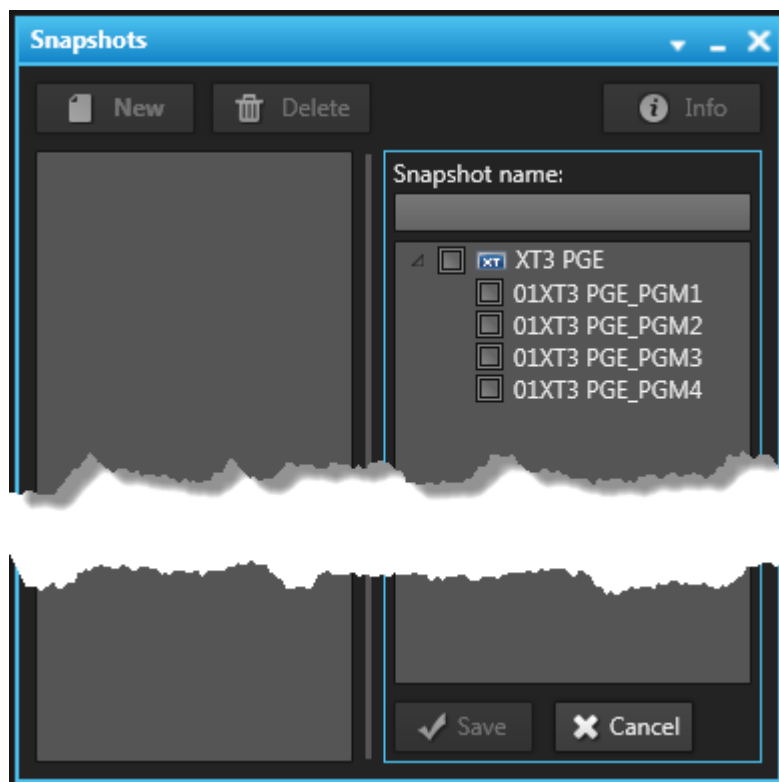 Snapshots
New Delete Info
Snapshot name:
XT XT3 PGE
01XT3 PGE_PGM1
01XT3 PGE_PGM2
01XT3 PGE_PGM3
01XT3 PGE_PGM4
Save Cancel